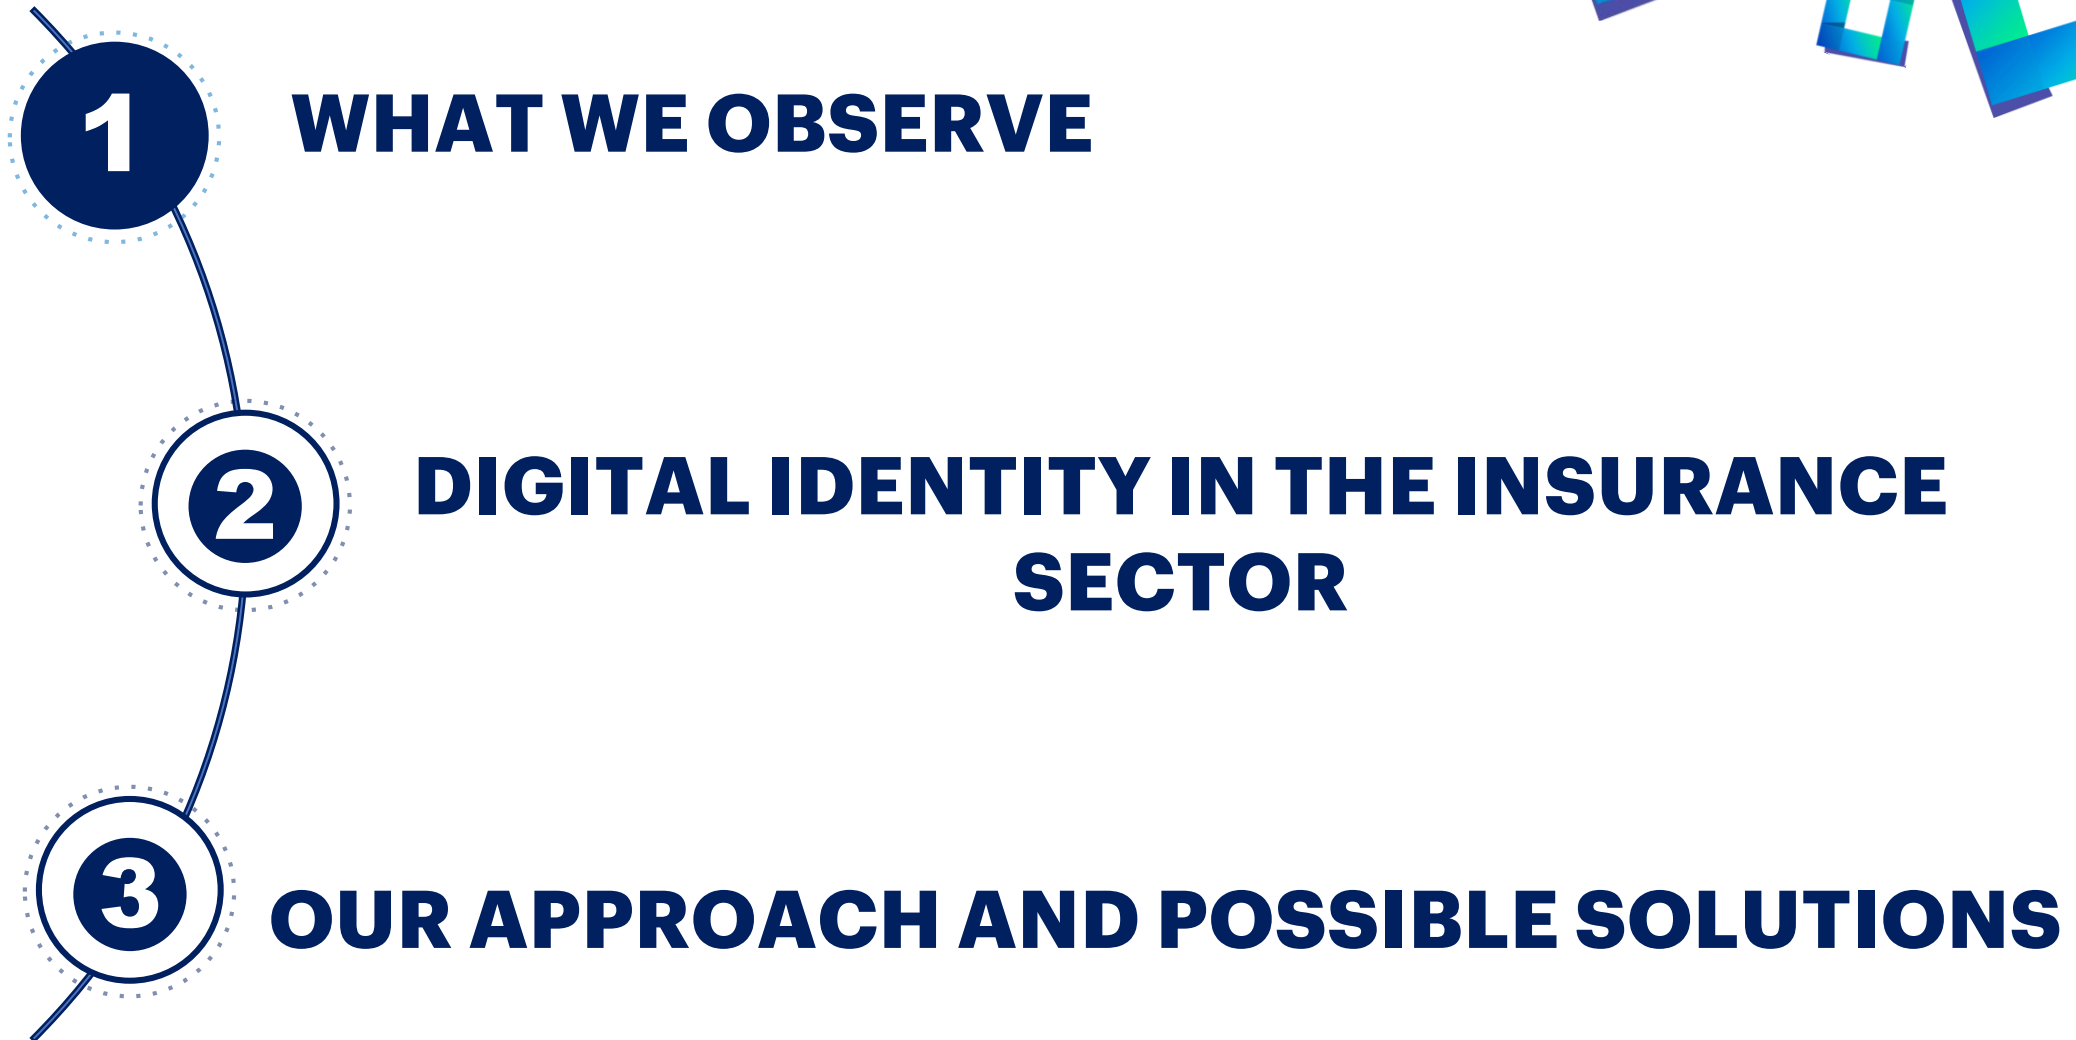 1
WHAT WE OBSERVE
2
DIGITAL IDENTITY IN THE INSURANCE
SECTOR
3
OUR APPROACH AND POSSIBLE SOLUTIONS